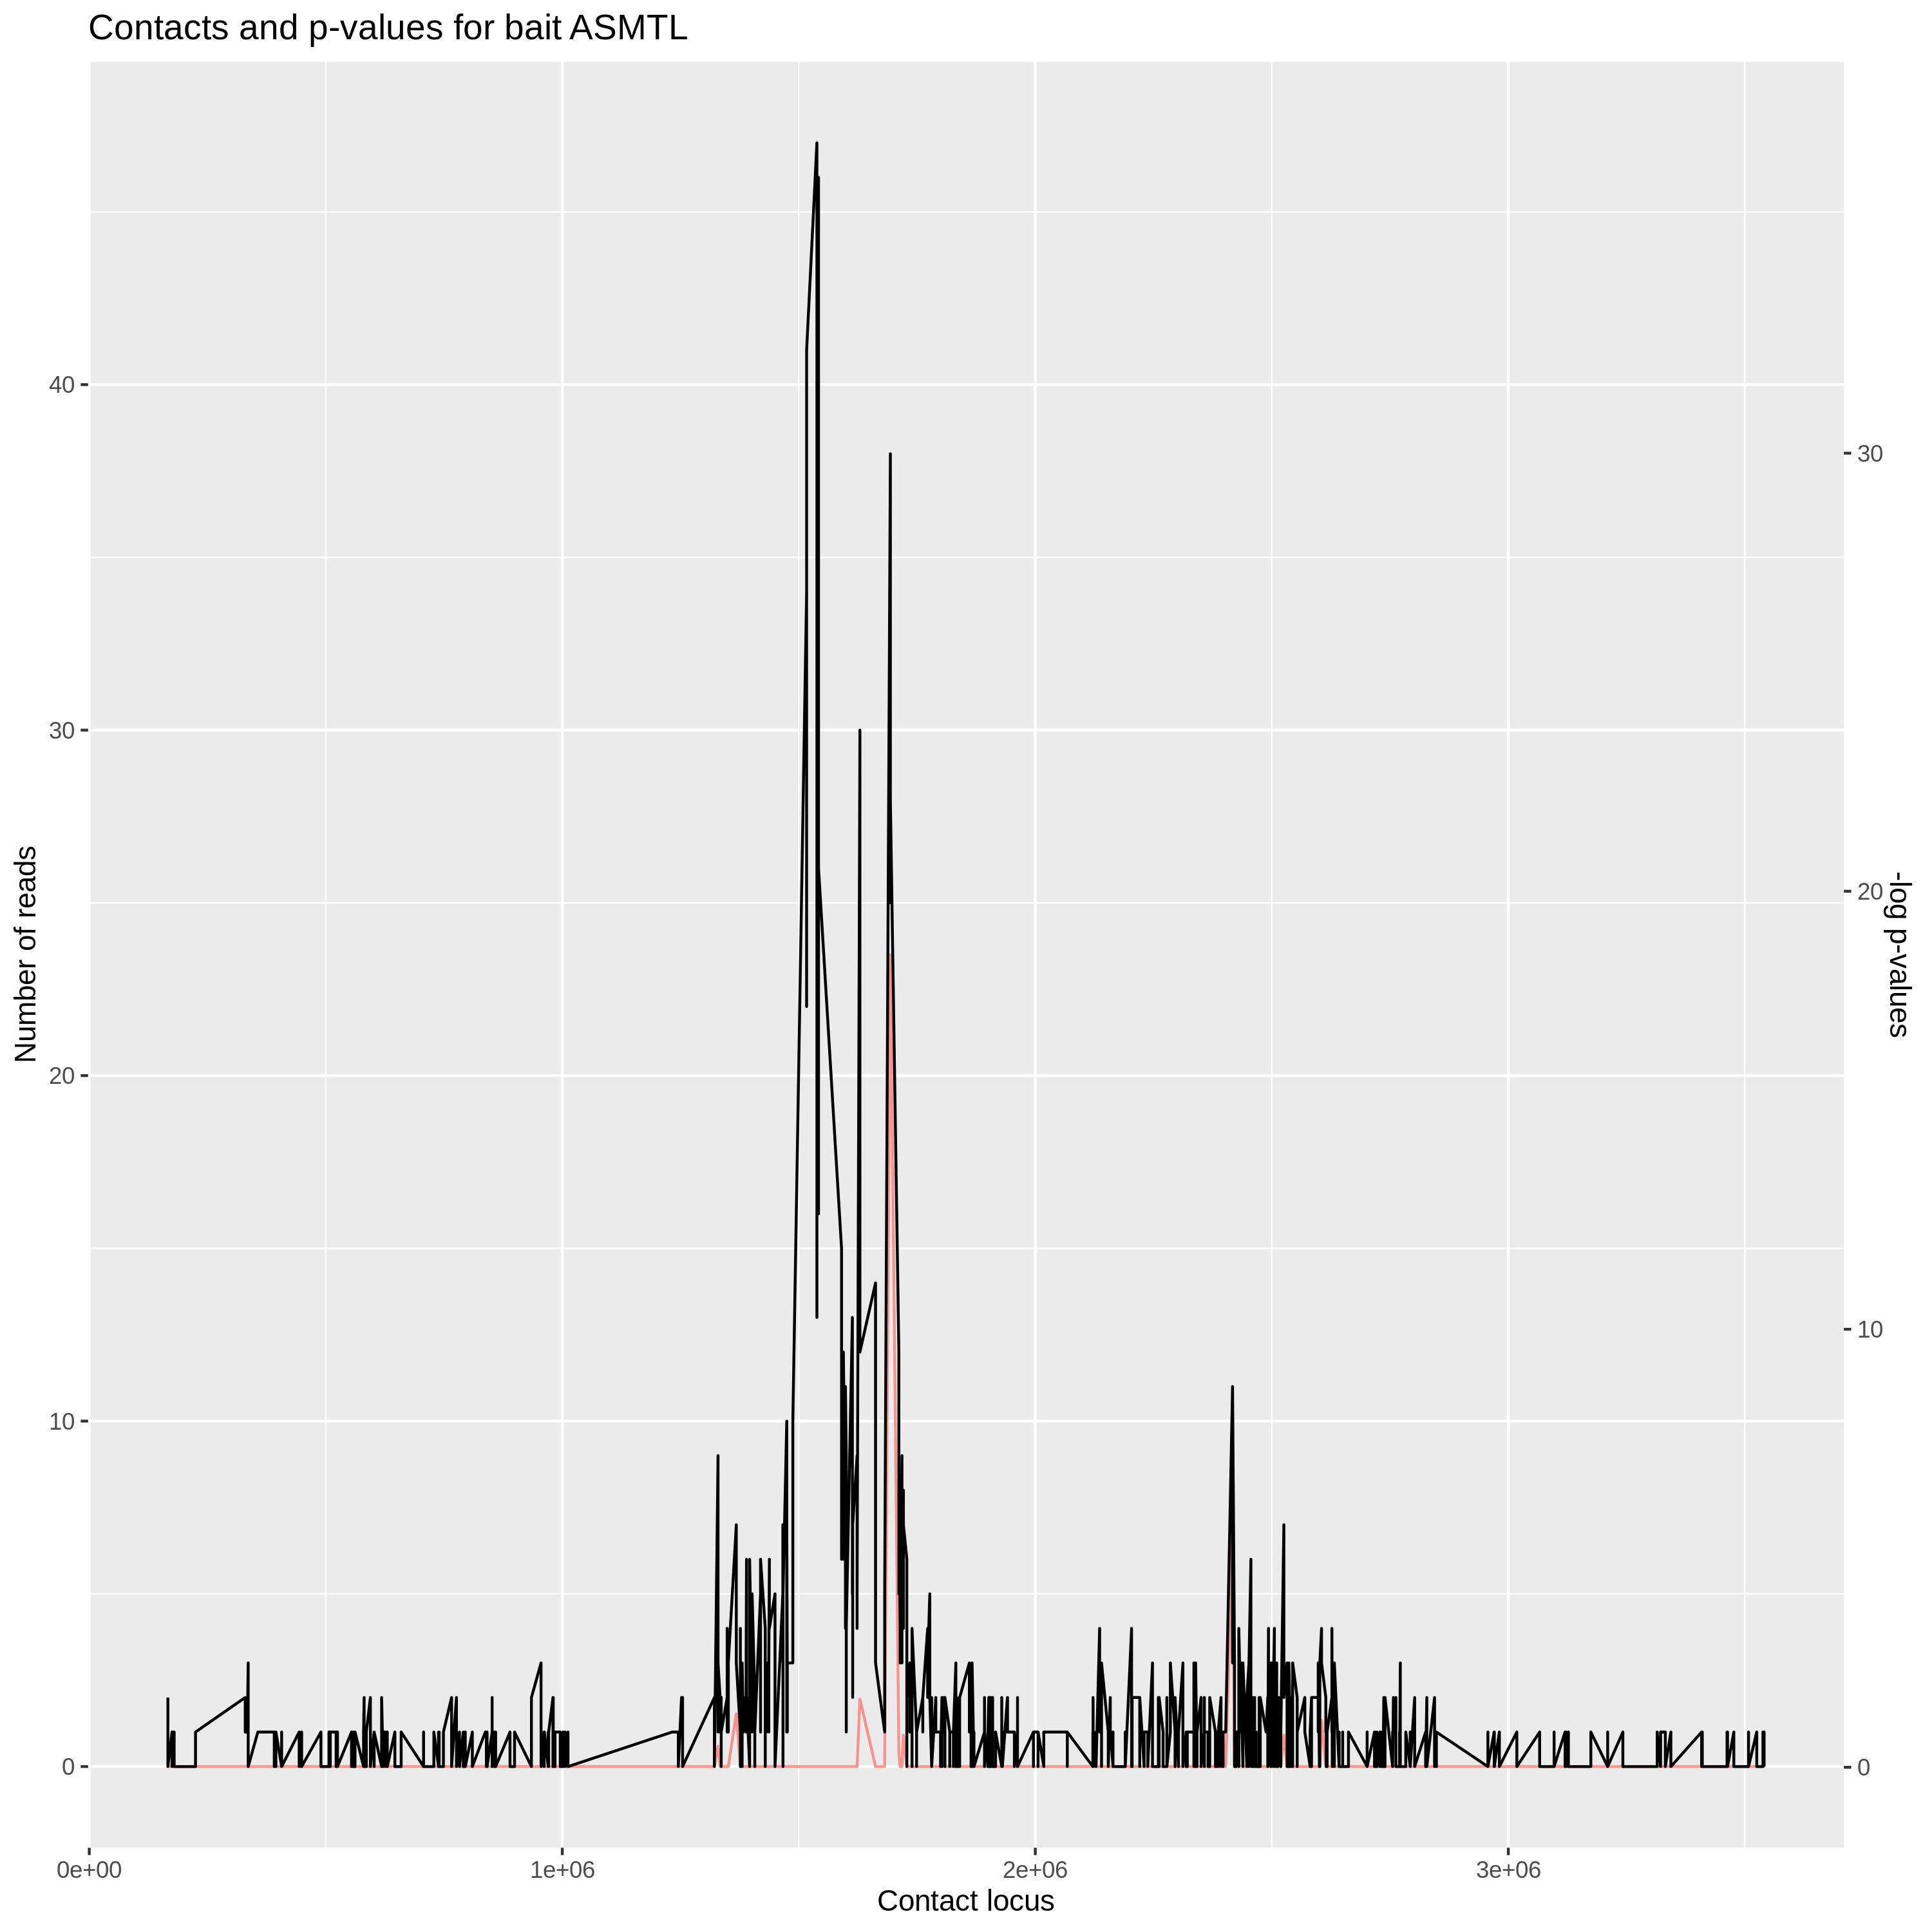 Contacts and p-values for bait ASMTL
40
30
20
10
0
Number of reads
30
20
10
0
-log p-values
0e+00
1e+06
2e+06
3e+06
Contact locus